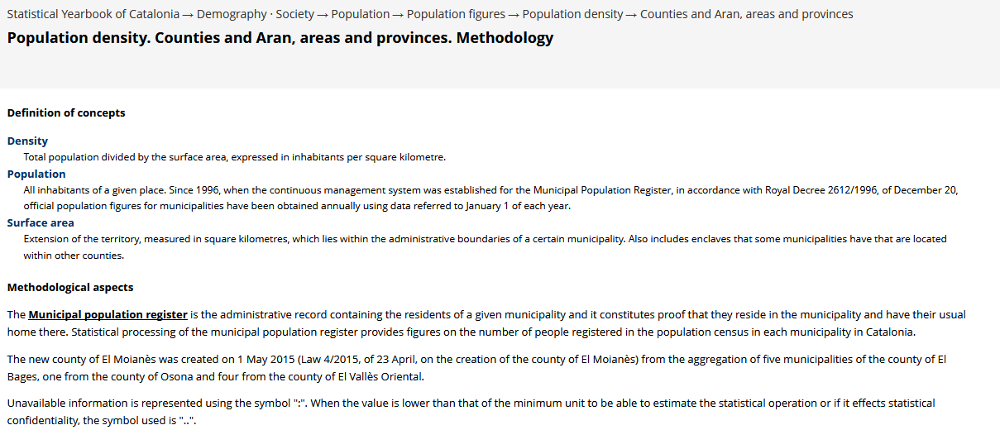 Statistical Yearbook of Catalonia → Demography · Society → Population → Population figures → Population density → Counties and Aran, areas and provinces
Population density. Counties and Aran, areas and provinces. Methodology
Definition of concepts
Density
Total population divided by the surface area, expressed in inhabitants per square kilometre.
Population
All inhabitants of a given place. Since 1996, when the continuous management system was established for the Municipal Population Register, in accordance with Royal Decree 2612/1996, of December 20,
official population figures for municipalities have been obtained annually using data referred to January 1 of each year.
Surface area
Extension of the territory, measured in square kilometres, which lies within the administrative boundaries of a certain municipality. Also includes enclaves that some municipalities have that are located
within other counties.
Methodological aspects
The Municipal population register is the administrative record containing the residents of a given municipality and it constitutes proof that they reside in the municipality and have their usual
home there. Statistical processing of the municipal population register provides figures on the number of people registered in the population census in each municipality in Catalonia.
The new county of El Moianès was created on 1 May 2015 (Law 4/2015, of 23 April, on the creation of the county of El Moianès) from the aggregation of five municipalities of the county of El
Bages, one from the county of Osona and four from the county of El Vallès Oriental.
Unavailable information is represented using the symbol ":". When the value is lower than that of the minimum unit to be able to estimate the statistical operation or if it effects statistical
confidentiality, the symbol used is "..".